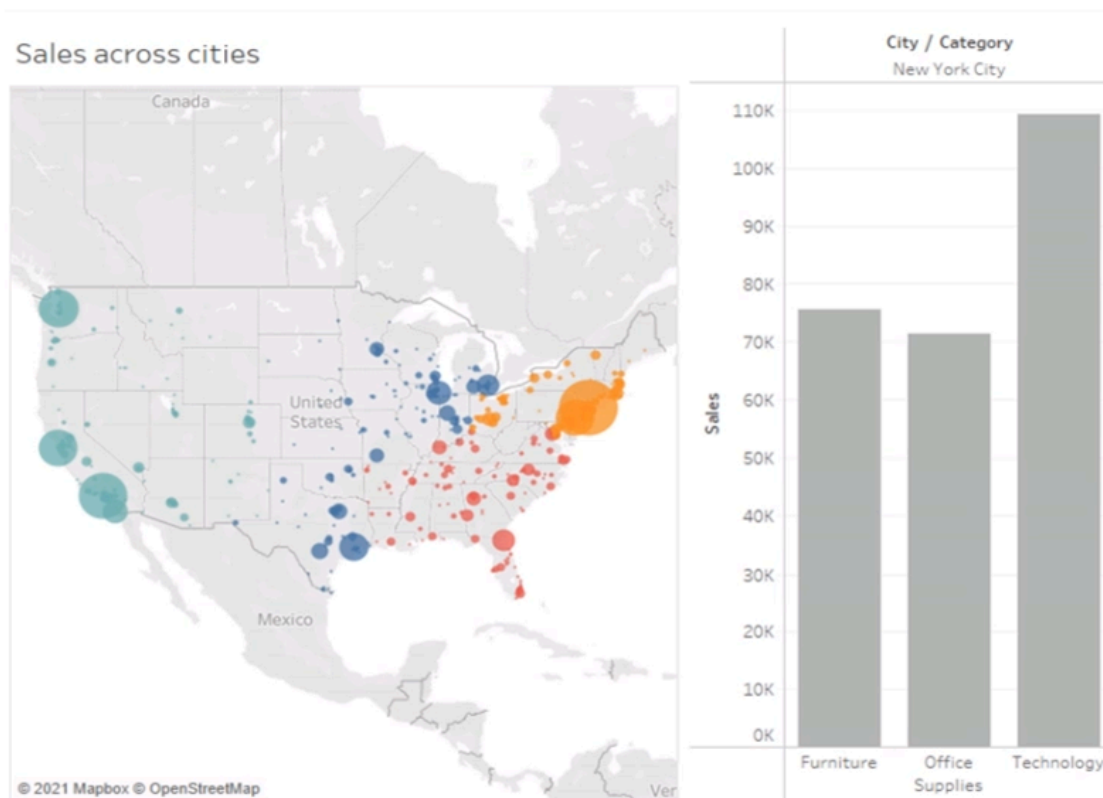 Sales across cities
Canada
United
States
Mexico
© 2021 Mapbox © OpenStreetMap
Ver
City / Category
New York City
Sales
110K
100K
90K
80K
70K
60K
50K
40K
30K
20K
10K
0K
Furniture
Office
Supplies
Technology